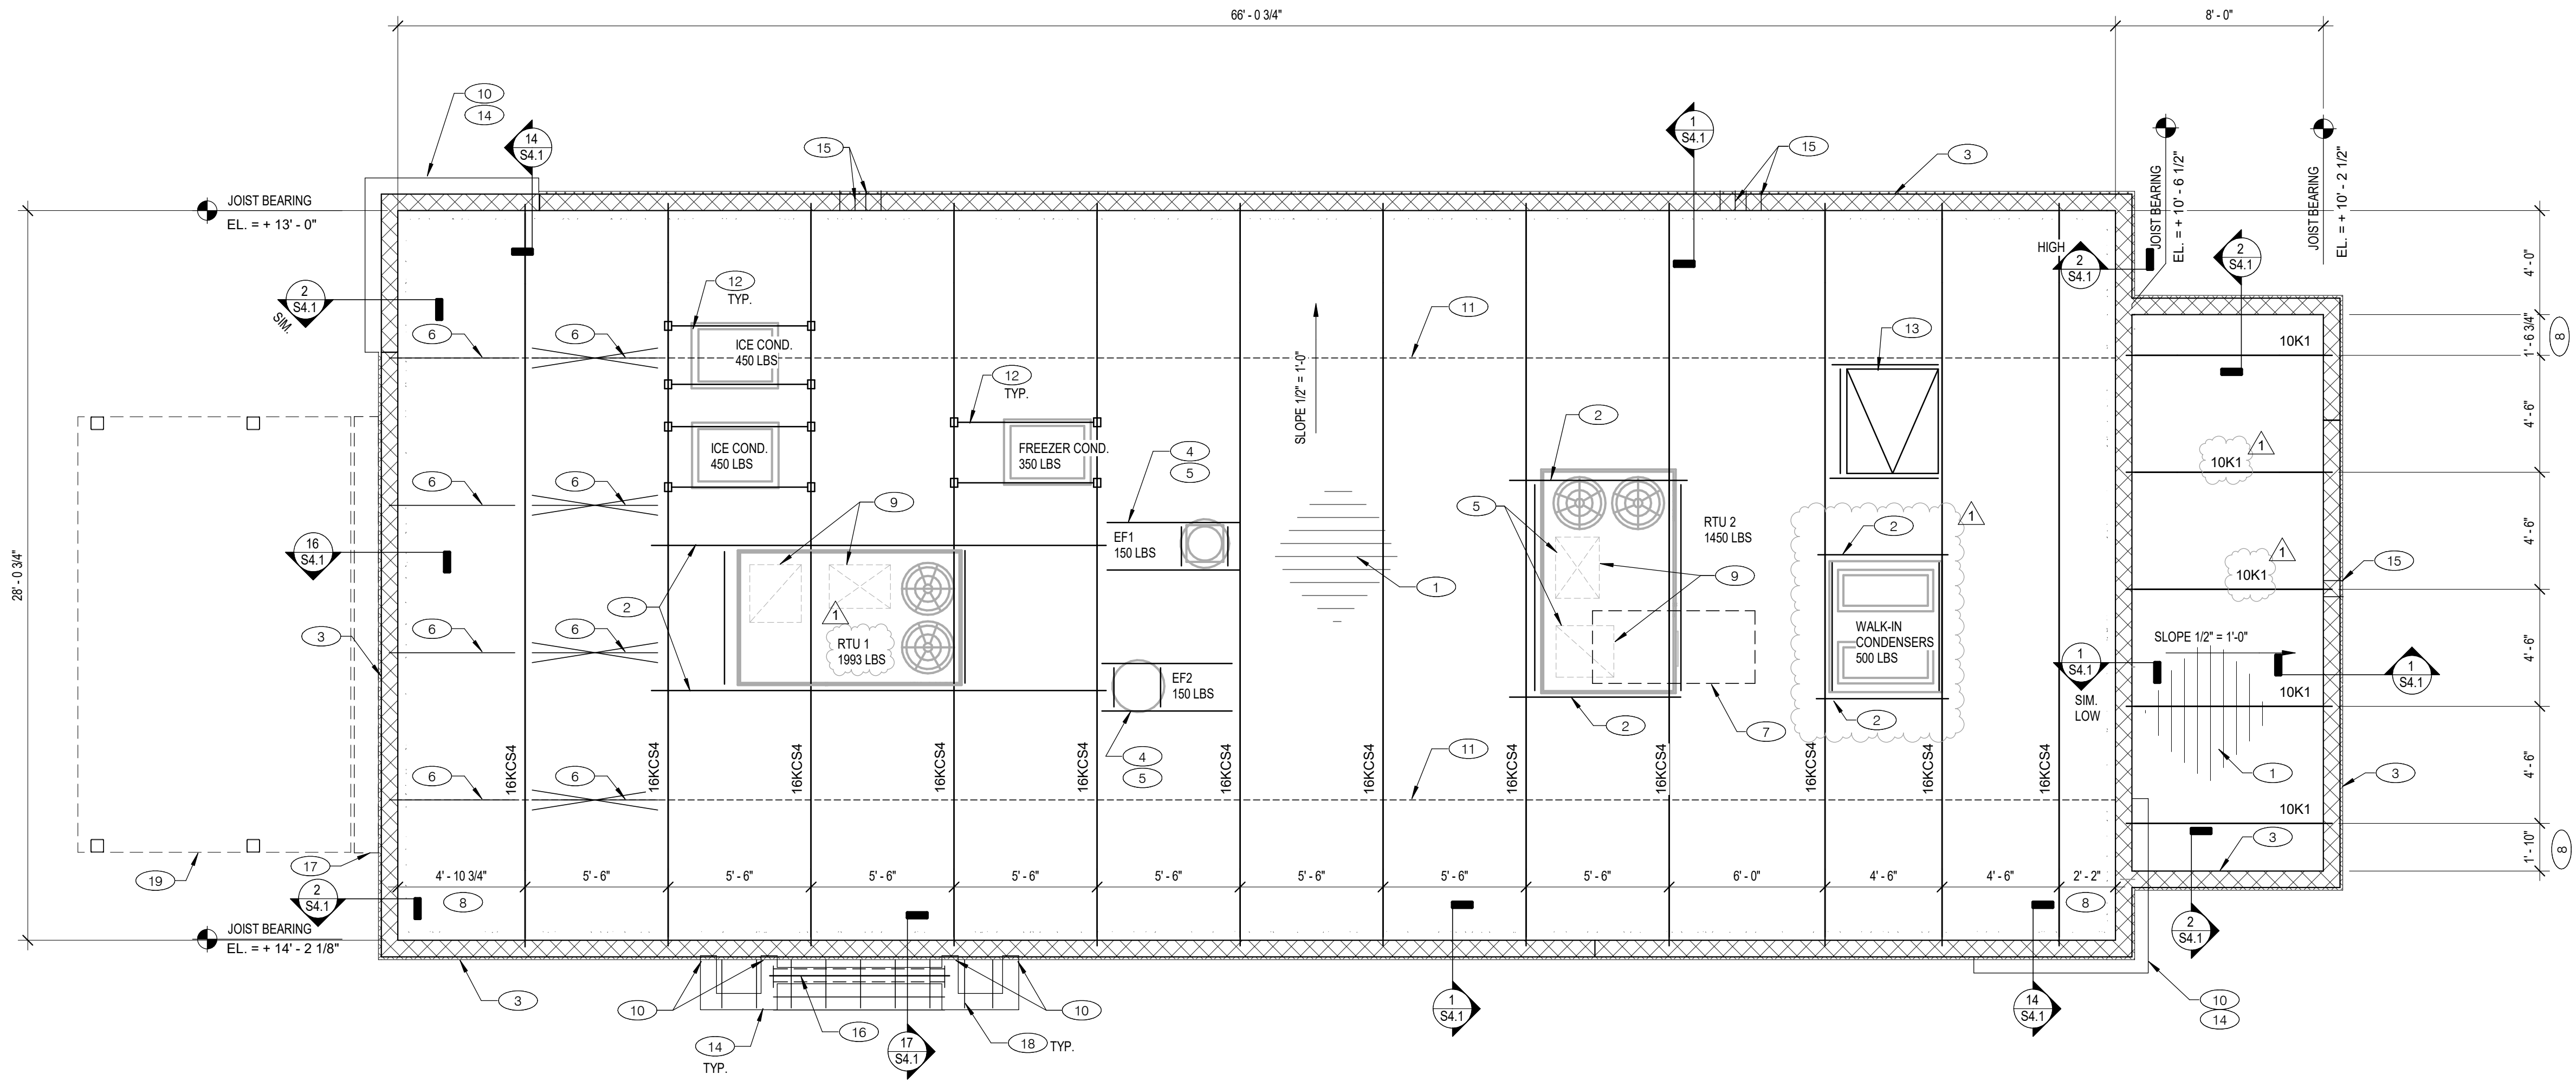 66' - 0 3/4"
8' - 0"
10
14
14
S4.1
15
1
S4.1
15
3
JOIST BEARING
EL. = + 10' - 6 1/2"
JOIST BEARING
EL. = + 10' - 2 1/2"
JOIST BEARING
EL. = + 13' - 0"
2
S4.1
SIM.
HIGH
2
S4.1
2
S4.1
4' - 0"
12
TYP.
6
6
ICE COND.
450 LBS
11
SLOPE 1/2" = 1'-0"
13
10K1
1' - 6 3/4"
8
12
TYP.
2
ICE COND.
450 LBS
FREEZER COND.
350 LBS
4
5
4' - 6"
1
10K1
6
6
9
5
RTU 2
1450 LBS
2
1
16
S4.1
EF1
150 LBS
4' - 6"
1
10K1
15
28' - 0 3/4"
2
1
RTU 1
1993 LBS
1
9
3
6
6
WALK-IN
CONDENSERS
500 LBS
SLOPE 1/2" = 1'-0"
4' - 6"
1
S4.1
SIM.
LOW
1
S4.1
EF2
150 LBS
10K1
2
2
7
4
5
11
6
6
16KCS4
16KCS4
16KCS4
16KCS4
16KCS4
16KCS4
16KCS4
16KCS4
16KCS4
16KCS4
16KCS4
16KCS4
1
3
4' - 6"
10K1
3
1' - 10"
8
17
19
4' - 10 3/4"
5' - 6"
5' - 6"
5' - 6"
5' - 6"
5' - 6"
5' - 6"
5' - 6"
5' - 6"
6' - 0"
4' - 6"
4' - 6"
2' - 2"
8
8
2
S4.1
JOIST BEARING
EL. = + 14' - 2 1/8"
2
S4.1
3
10
10
1
S4.1
14
S4.1
10
14
16
14
TYP.
17
S4.1
18
TYP.